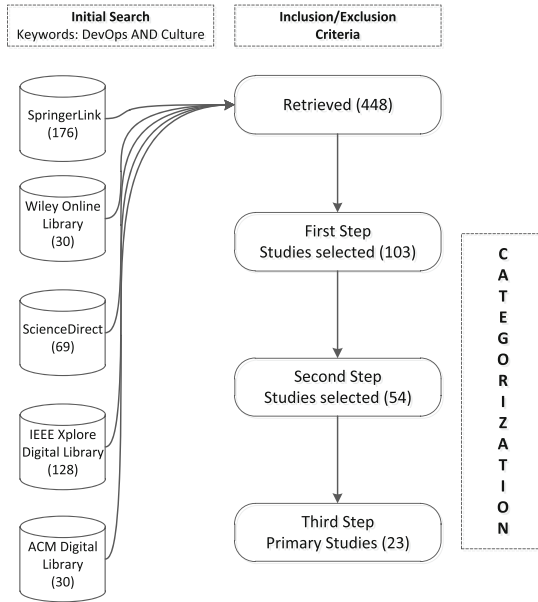 Initial Search
Keywords: DevOps AND Culture
Inclusion/Exclusion
Criteria
SpringerLink
(176)
Wiley Online
Library
(30)
ScienceDirect
(69)
IEEE Xplore
Digital Library
(128)
ACM Digital
Library
(30)
Retrieved (448)
First Step
Studies selected (103)
Second Step
Studies selected (54)
Third Step
Primary Studies (23)
C
A
T
E
G
O
R
I
Z
A
T
I
O
N